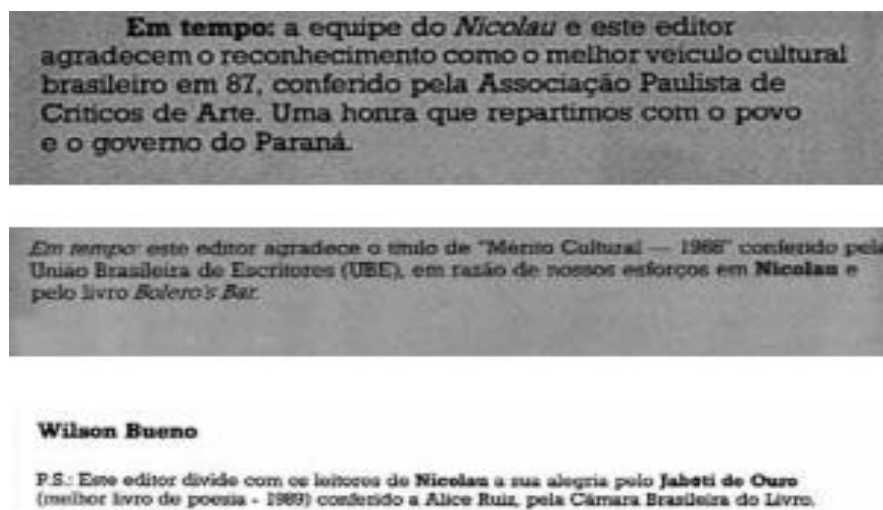 Em tempo: a equipe do Nicolau e este editor
agradecem o reconhecimento como o melhor veículo cultural
brasileiro em 87, conferido pela Associação Paulista de
Críticos de Arte. Uma honra que repartimos com o povo
e o governo do Paraná.
Em tempo: este editor agradece o título de "Mérito Cultural — 1988" conferido pela
União Brasileira de Escritores (UBE), em razão de nossos esforços em Nicolau e
pelo livro Bolero's Bar.
Wilson Bueno
P.S.: Este editor divide com os leitores de Nicolau a sua alegria pelo Jabuti de Ouro
(melhor livro de poesia - 1989) conferido a Alice Ruiz, pela Câmara Brasileira do Livro.